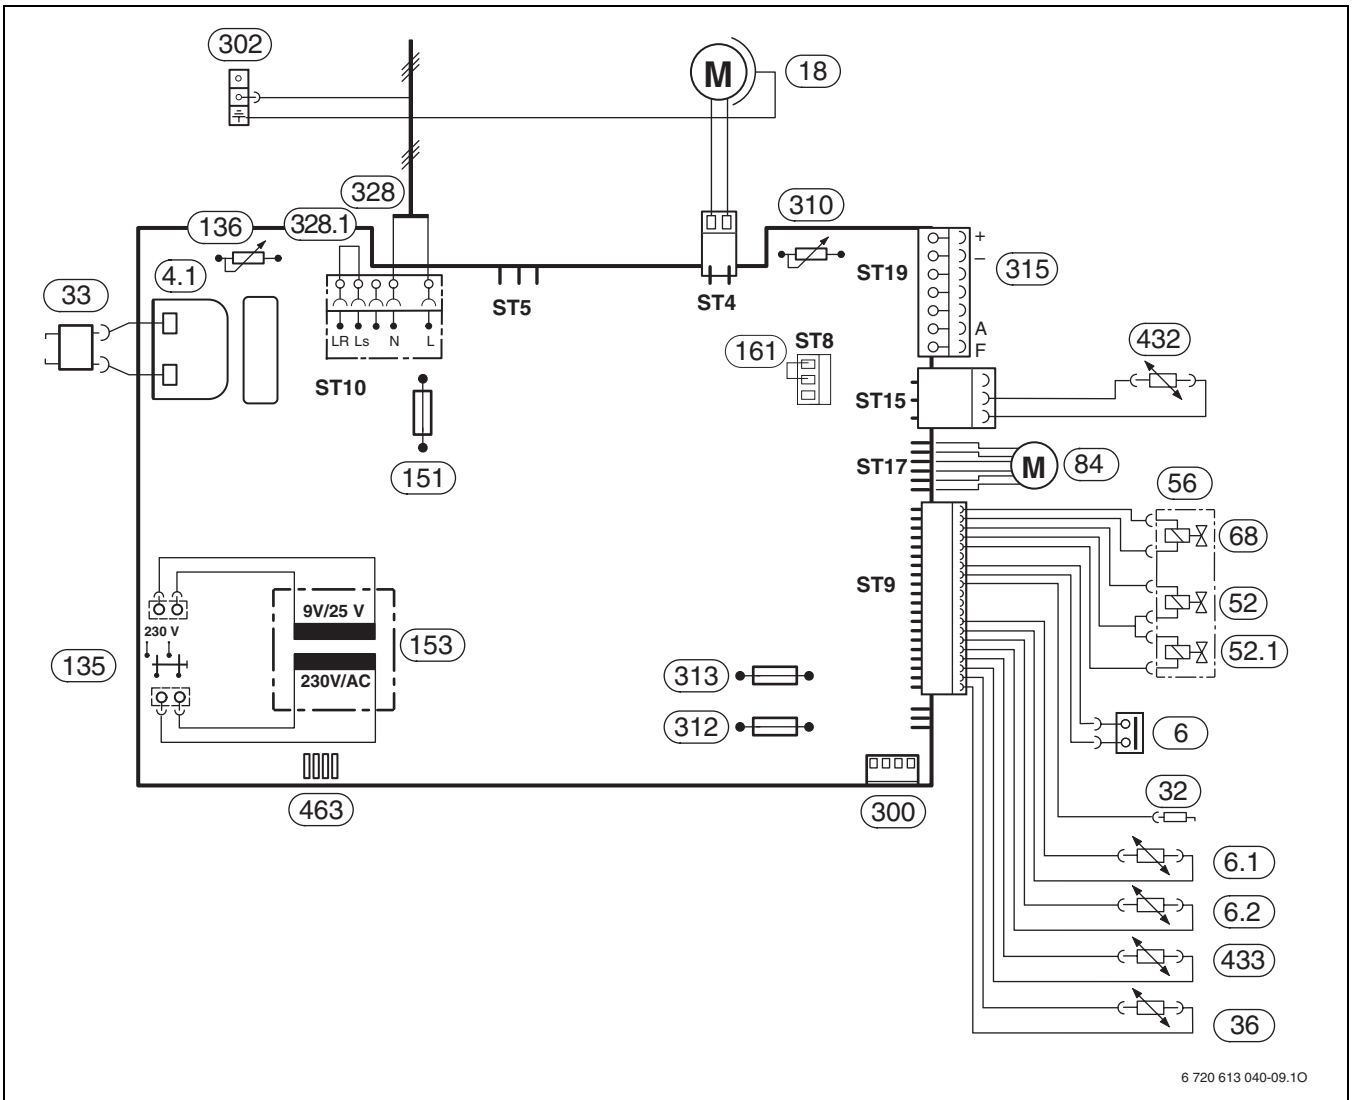 302
M
18
328
136
328.1
310
4.1
ST19
+
−
315
33
ST5
ST4
A
F
LR Ls N L
161
ST8
432
ST10
ST15
151
ST17
M
84
56
68
ST9
52
9V/25 V
230 V
153
135
52.1
230V/AC
313
312
6
463
300
32
6.1
6.2
433
36
6 720 613 040-09.1O